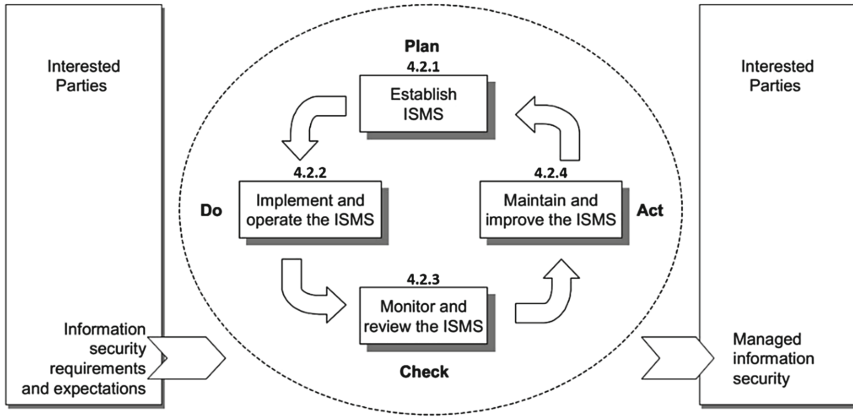 Interested
Parties
Information
security
requirements
and expectations
Plan
4.2.1
Establish
ISMS
4.2.2
Do
Implement and
operate the ISMS
4.2.4
Maintain and
improve the ISMS
Act
4.2.3
Monitor and
review the ISMS
Check
Interested
Parties
Managed
information
security